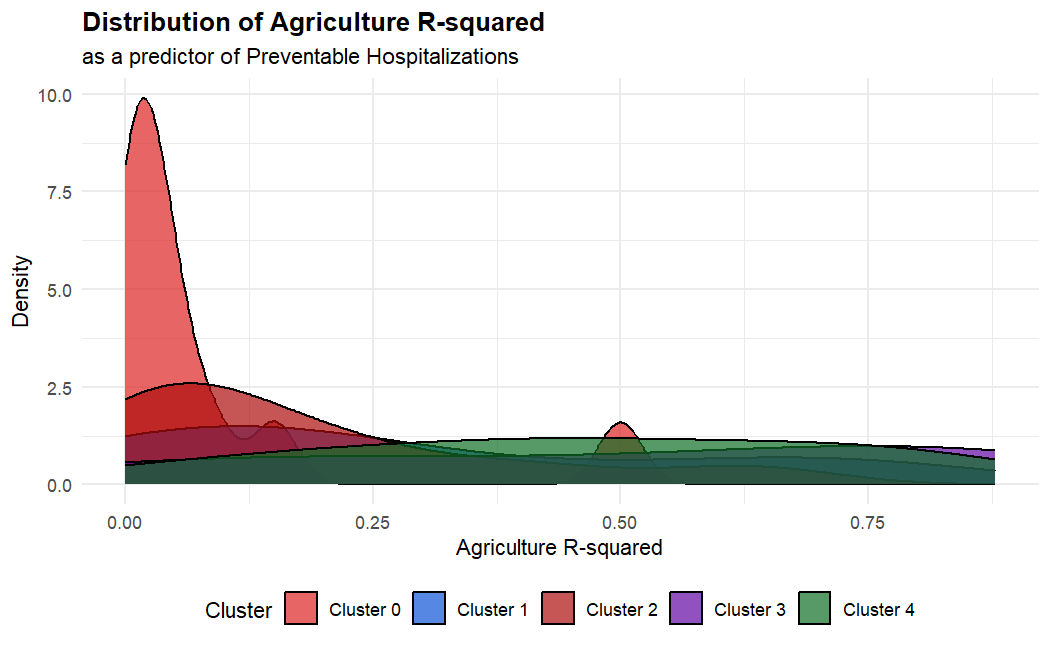 Distribution of Agriculture R-squared
as a predictor of Preventable Hospitalizations
10.0
7.5
5.0
2.5
0.0
Density
0.00 0.25 0.50 0.75
Agriculture R-squared
Cluster Cluster 0 Cluster 1 Cluster 2 Cluster 3 Cluster 4